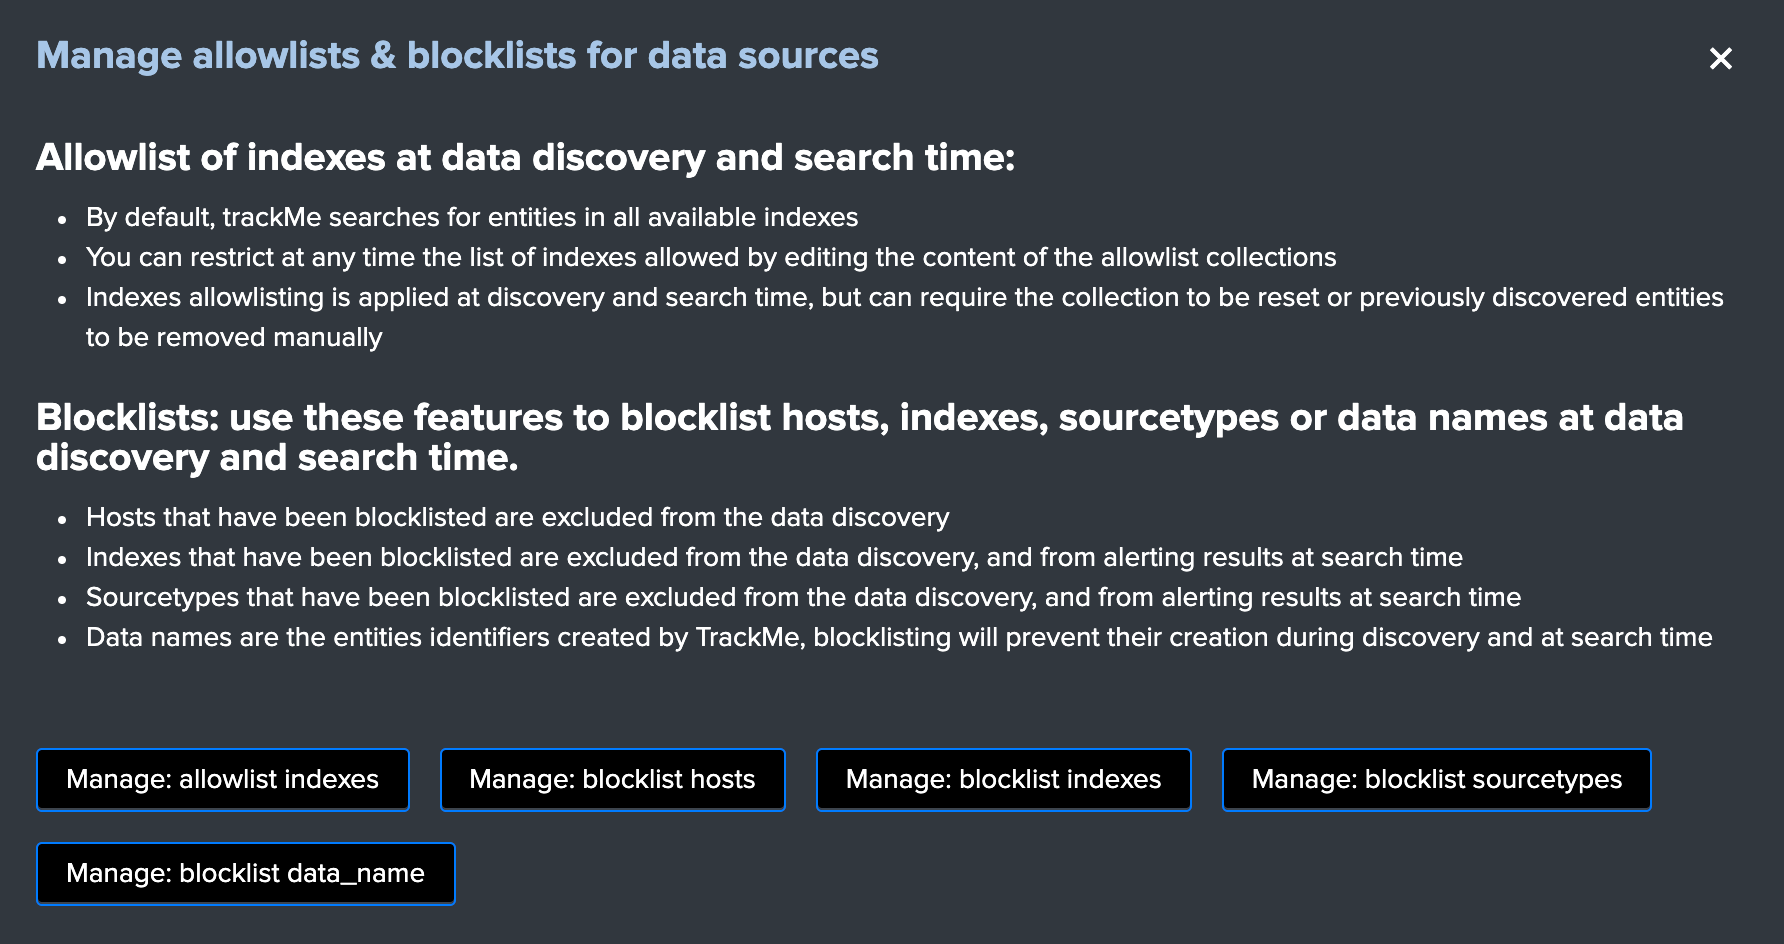 Manage allowlists & blocklists for data sources
Allowlist of indexes at data discovery and search time:
By default, trackMe searches for entities in all available indexes
You can restrict at any time the list of indexes allowed by editing the content of the allowlist collections
Indexes allowlisting is applied at discovery and search time, but can require the collection to be reset or previously discovered entities
to be removed manually
Blocklists: use these features to blocklist hosts, indexes, sourcetypes or data names at data
discovery and search time.
Hosts that have been blocklisted are excluded from the data discovery
Indexes that have been blocklisted are excluded from the data discovery, and from alerting results at search time
Sourcetypes that have been blocklisted are excluded from the data discovery, and from alerting results at search time
Data names are the entities identifiers created by TrackMe, blocklisting will prevent their creation during discovery and at search time
Manage: allowlist indexes
Manage: blocklist hosts
Manage: blocklist indexes
Manage: blocklist sourcetypes
Manage: blocklist data_name